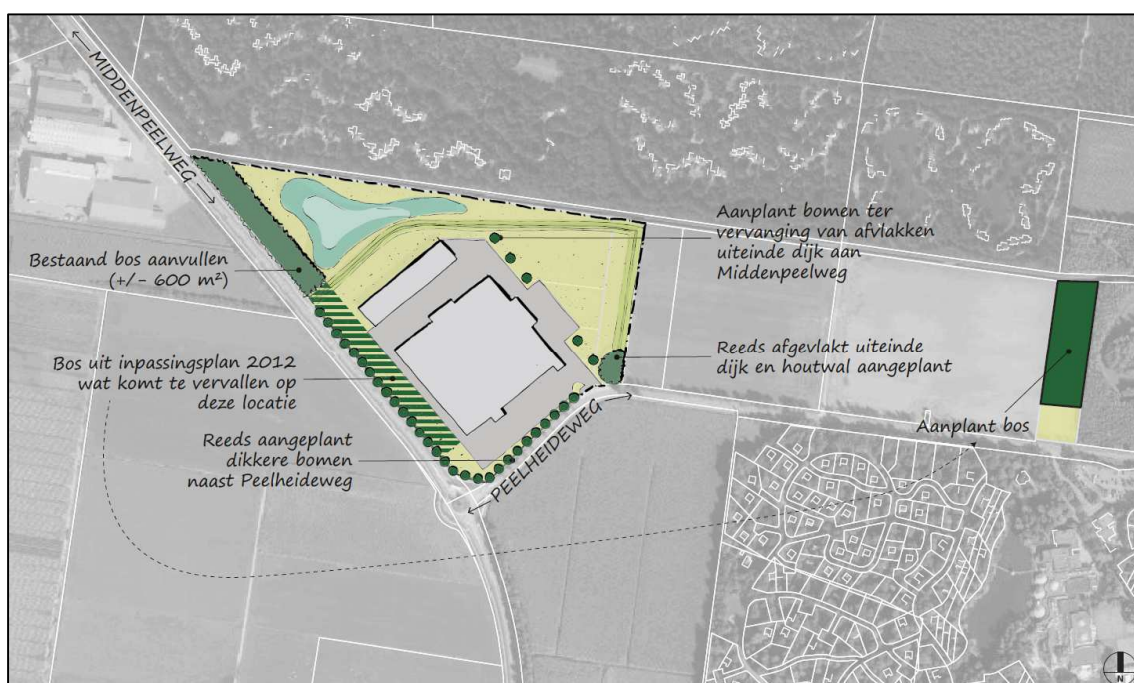 MIDDENPEELWEG
Bestaand bos aanvullen
(+/- 600 m²)
Aanplant bomen ter
vervanging van afvlakken
uiteinde dijk aan
Middenpeelweg
Bos uit inpassingsplan 2012
wat komt te vervallen op
deze locatie
Reeds afgevlakt uiteinde
dijk en houtwal aangeplant
Reeds aangeplant
dikkere bomen
naast Peelheideweg
PEELHEIDEWEG
Aanplant bos
N